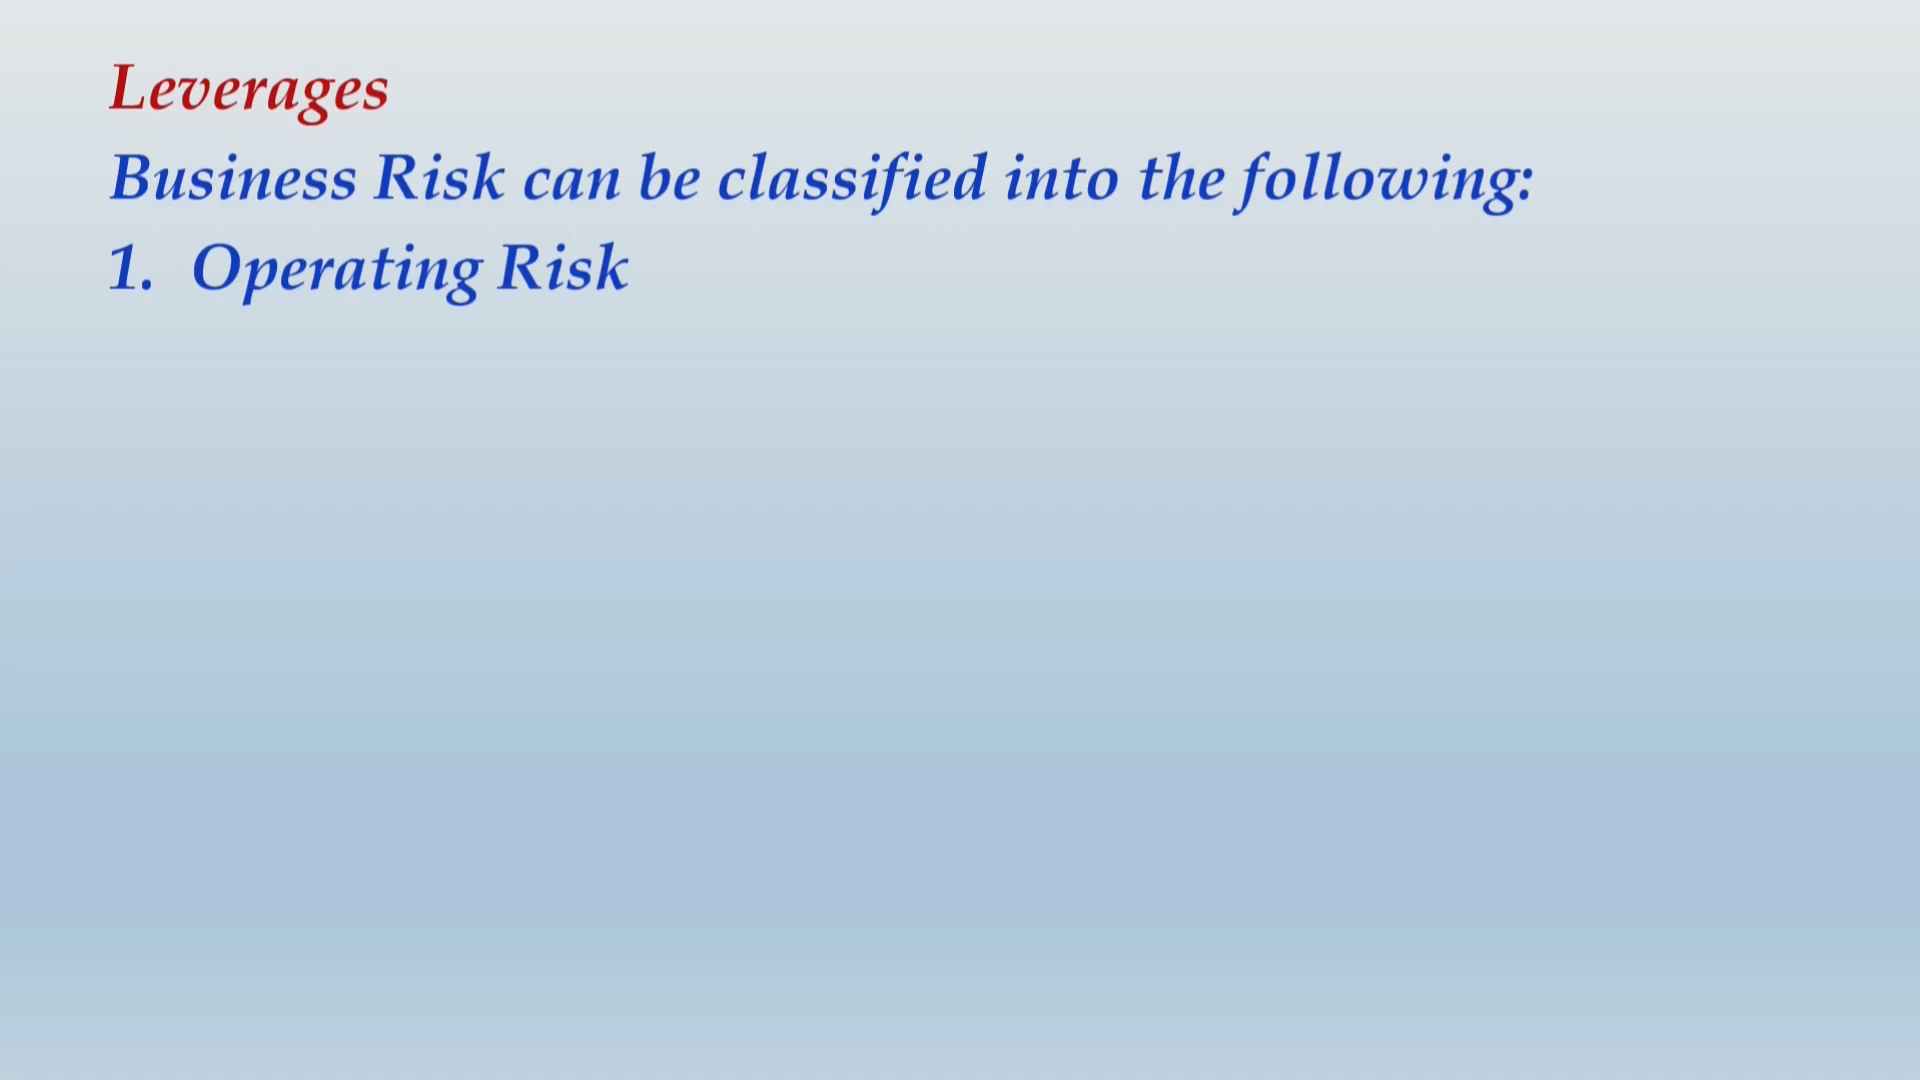 Leverages
Business Risk can be classified into the following:
1. Operating Risk